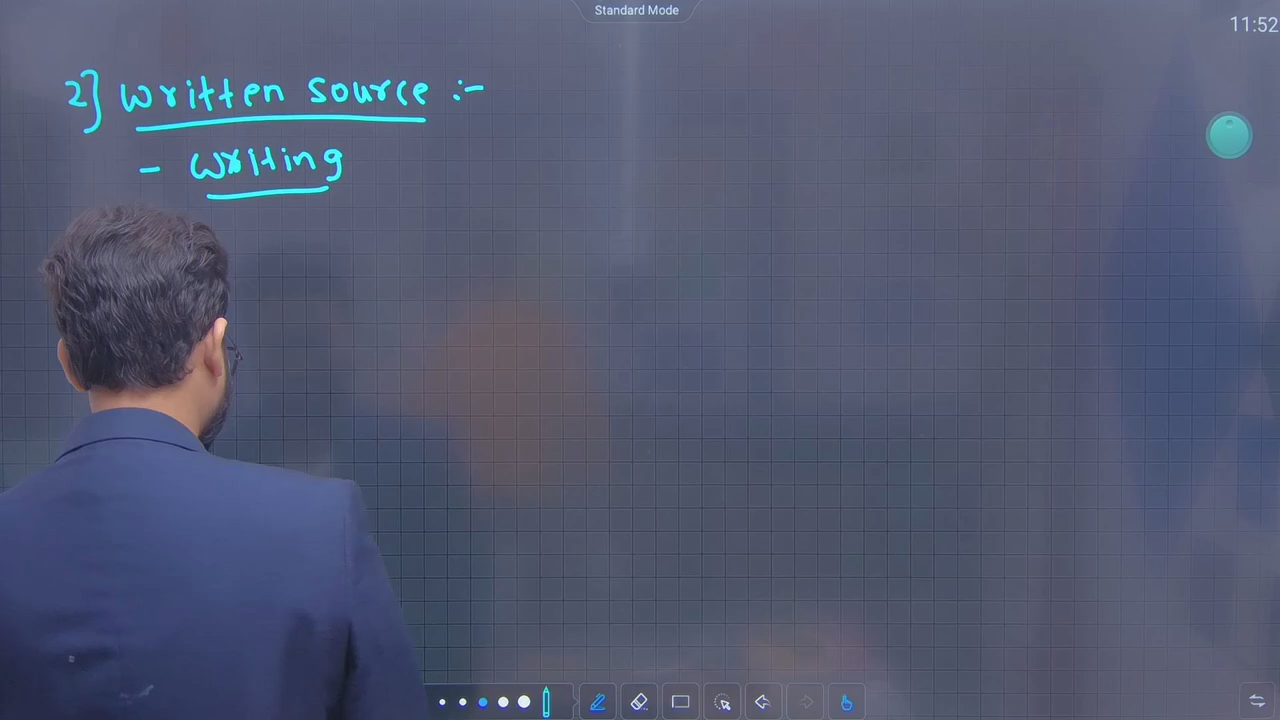 Standard Mode
11:52
2] Written source :-
- Writing